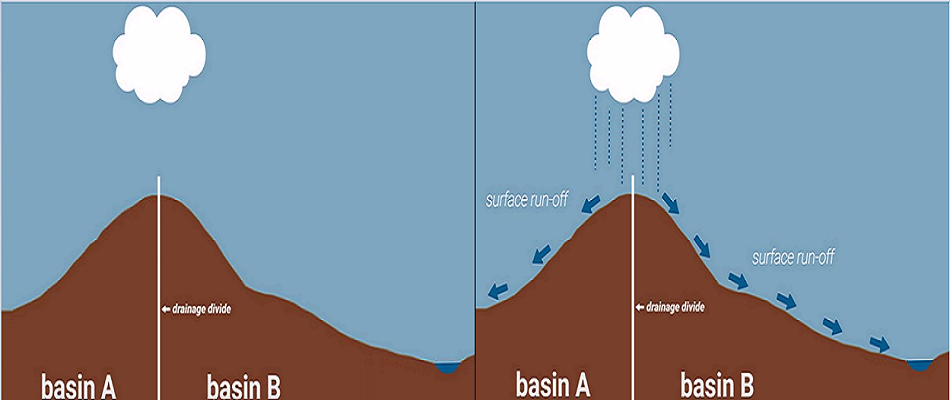 drainage divide
basin A
basin B
surface run-off
surface run-off
drainage divide
basin A
basin B